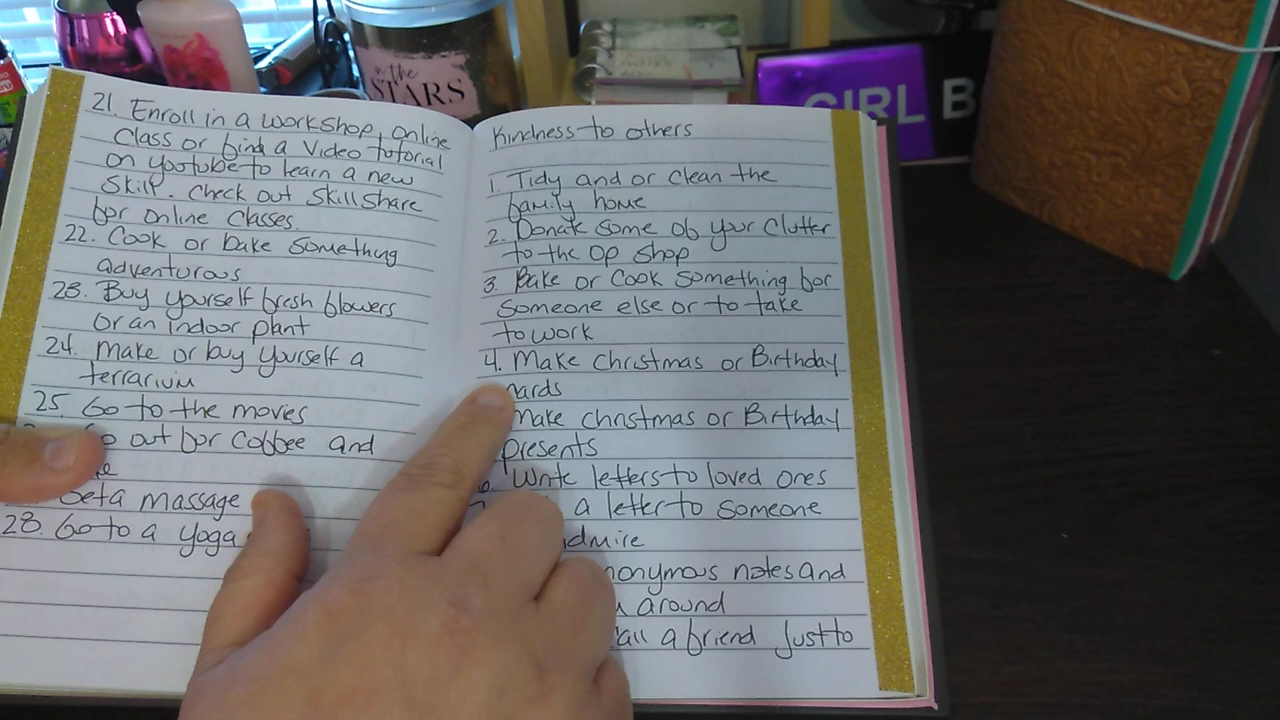 in the
STARS
GIRL B
21. Enroll in a workshop, online
Class or find a video tutorial
on youtube to learn a new
skill. check out Skillshare
for online classes.
22. Cook or bake something
adventurous
23. Buy yourself fresh flowers
or an indoor plant
24. Make or buy yourself a
terrarium
25. Go to the movies
out for coffee and
Get a massage
28. Go to a yoga
Kindness to others
1. Tidy and or clean the
family home
2. Donate some of your clutter
to the op shop
3. Bake or cook something for
someone else or to take
to work
4. Make christmas or Birthday
cards
Make christmas or Birthday
presents
6. Write letters to loved ones
7. a letter to someone
admire
anonymous notes and
around
call a friend just to